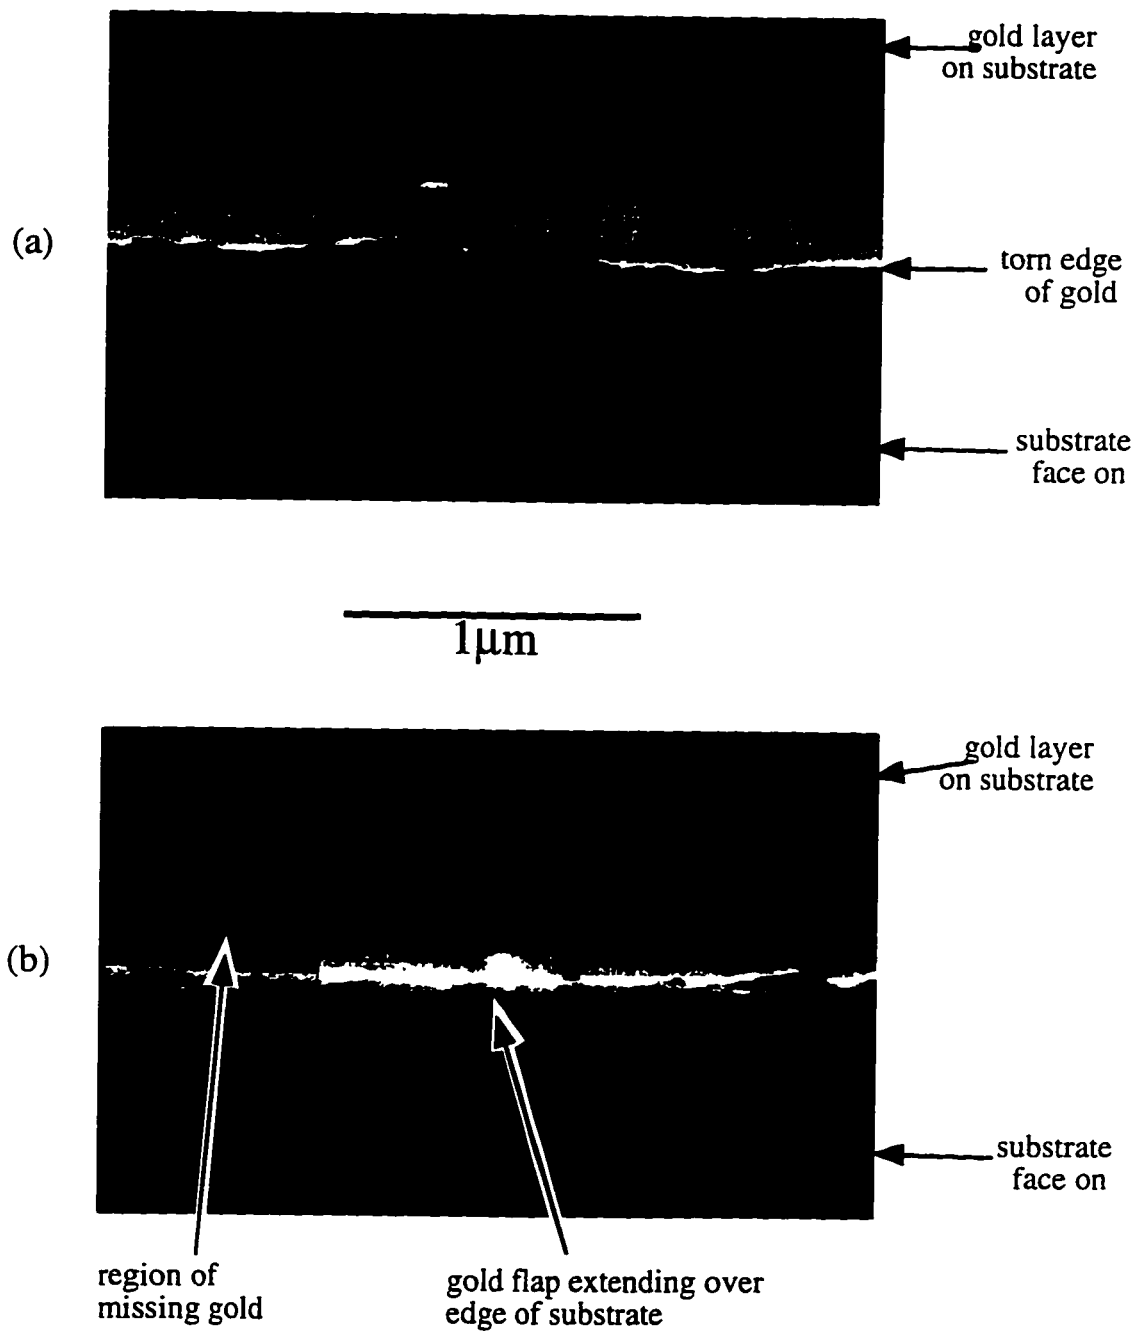 gold layer
on substrate
(a)
torn edge
of gold
substrate
face on
1μm
gold layer
on substrate
(b)
substrate
face on
region of
missing gold
gold flap extending over
edge of substrate